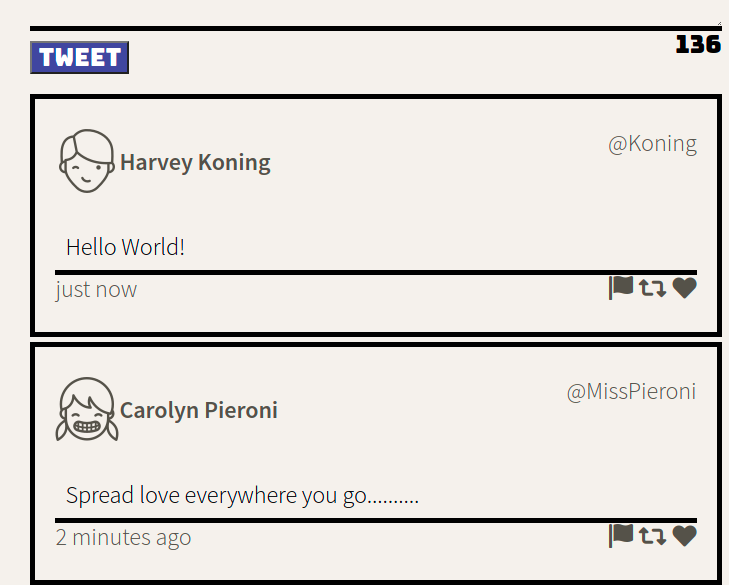 TWEET 136
Harvey Koning @Koning
Hello World!
just now
Carolyn Pieroni @MissPieroni
Spread love everywhere you go..........
2 minutes ago